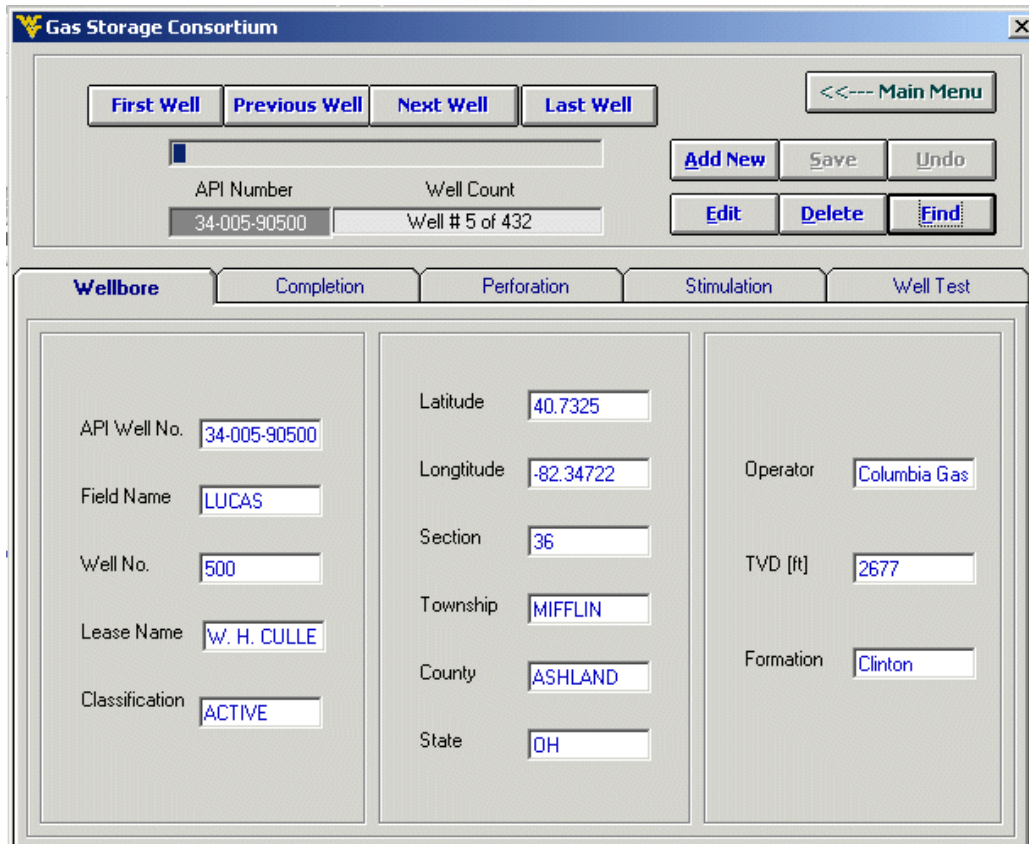 Gas Storage Consortium
First Well Previous Well Next Well Last Well
<<--- Main Menu
Add New Save Undo
API Number Well Count
34-005-90500 Well # 5 of 432
Edit Delete Find
Wellbore Completion Perforation Stimulation Well Test
API Well No. 34-005-90500
Field Name LUCAS
Well No. 500
Lease Name W. H. CULLE
Classification ACTIVE
Latitude 40.7325
Longtitude -82.34722
Section 36
Township MIFFLIN
County ASHLAND
State OH
Operator Columbia Gas
TVD [ft] 2677
Formation Clinton